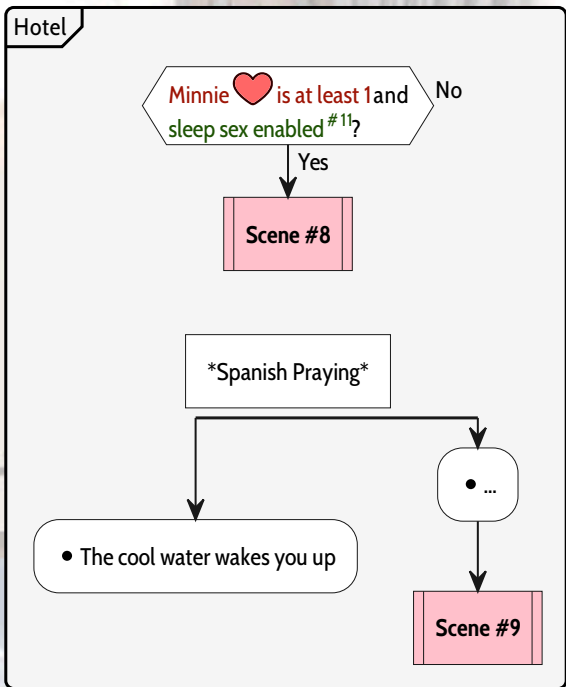 Hotel
Minnie ❤ is at least 1 and
No
sleep sex enabled #11?
Yes
Scene #8
*Spanish Praying*
• ...
• The cool water wakes you up
Scene #9